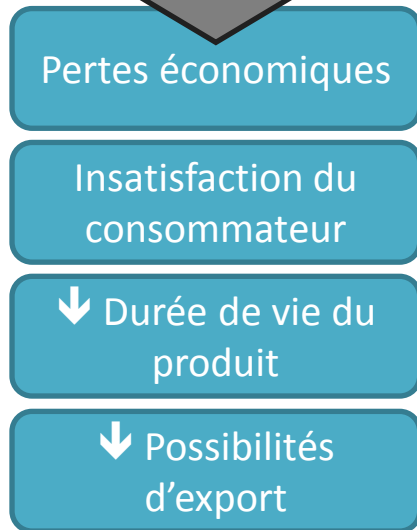 Pertes économiques
Insatisfaction du
consommateur
🡻 Durée de vie du
produit
🡻 Possibilités
d’export